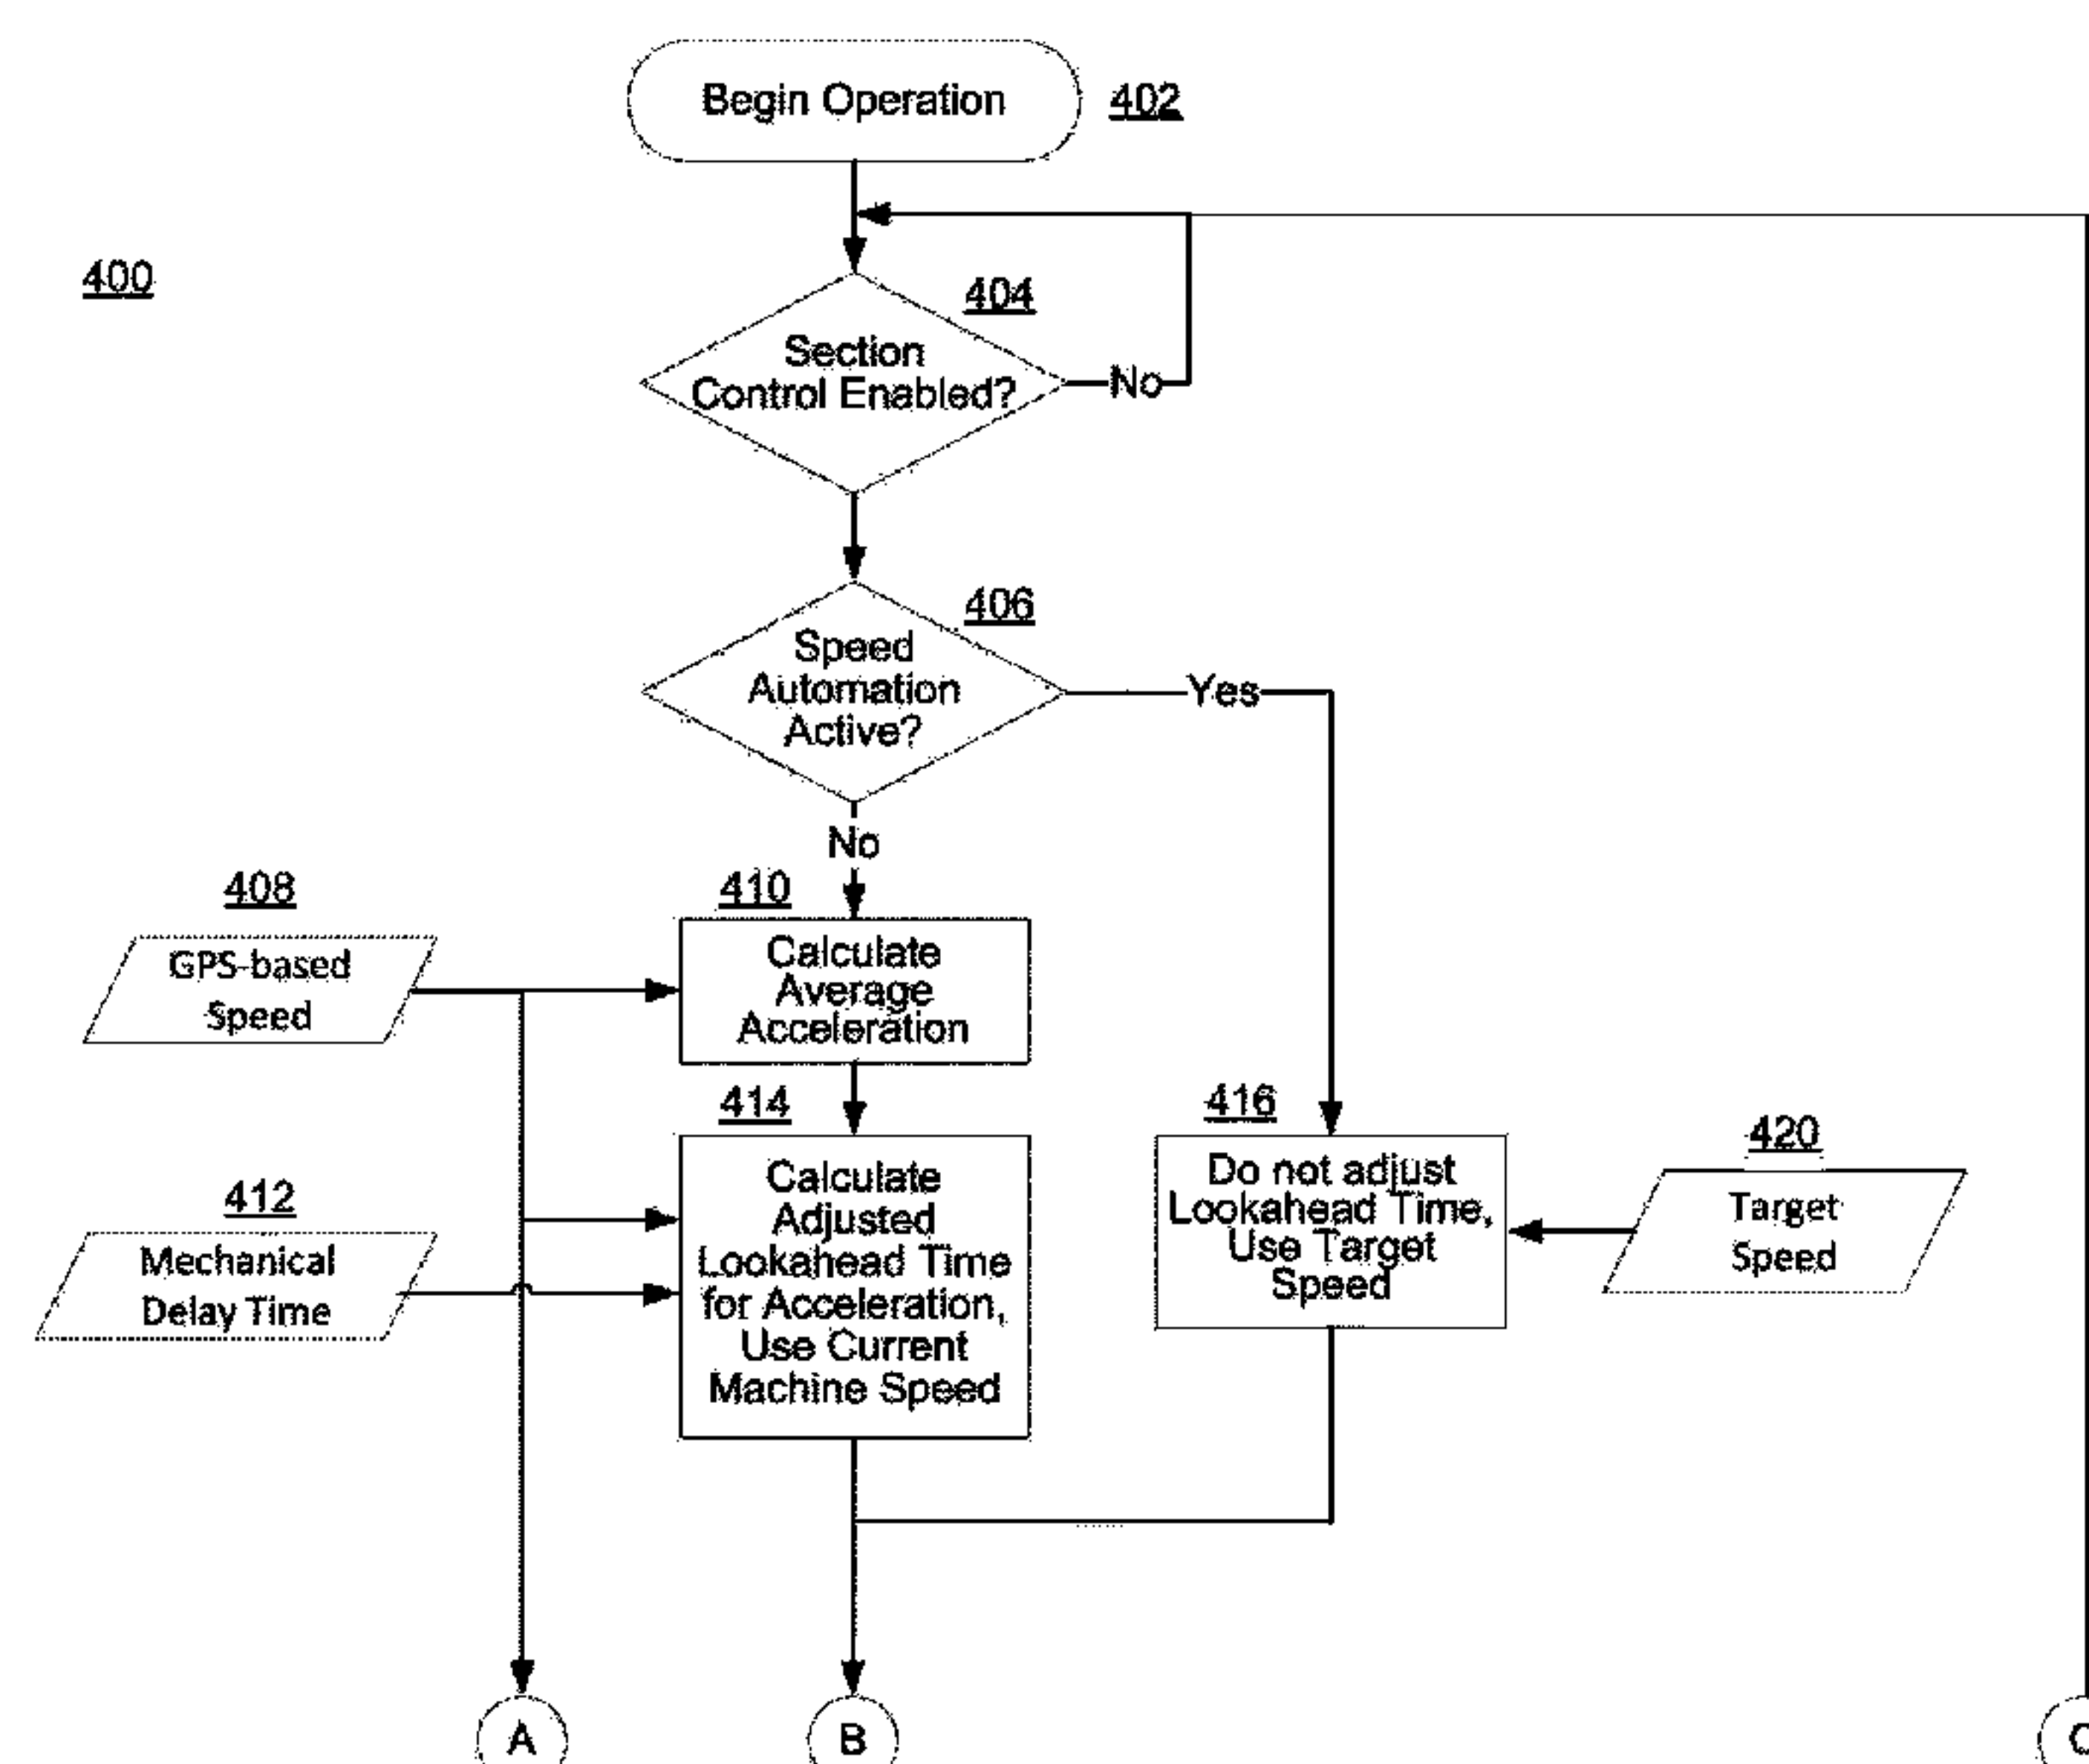 Begin Operation
402
400
404
Section
Control Enabled?
No
406
Speed
Automation
Active?
Yes
No
408
GPS-based
Speed
410
Calculate
Average
Acceleration
412
Mechanical
Delay Time
414
Calculate
Adjusted
Lookahead Time
for Acceleration,
Use Current
Machine Speed
416
Do not adjust
Lookahead Time,
Use Target
Speed
420
Target
Speed
A
B